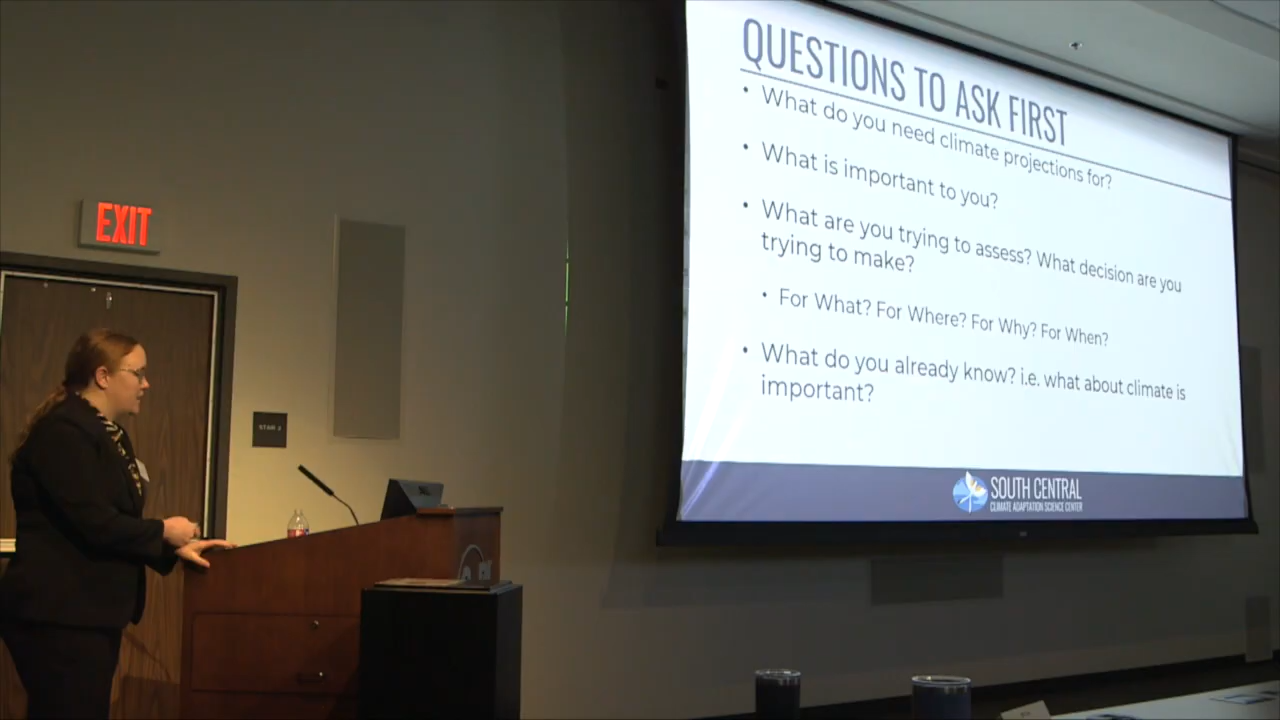 QUESTIONS TO ASK FIRST
• What do you need climate projections for?
• What is important to you?
• What are you trying to assess? What decision are you
trying to make?
• For What? For Where? For Why? For When?
• What do you already know? i.e. what about climate is
important?
SOUTH CENTRAL
CLIMATE ADAPTATION SCIENCE CENTER
EXIT
STAIR 2